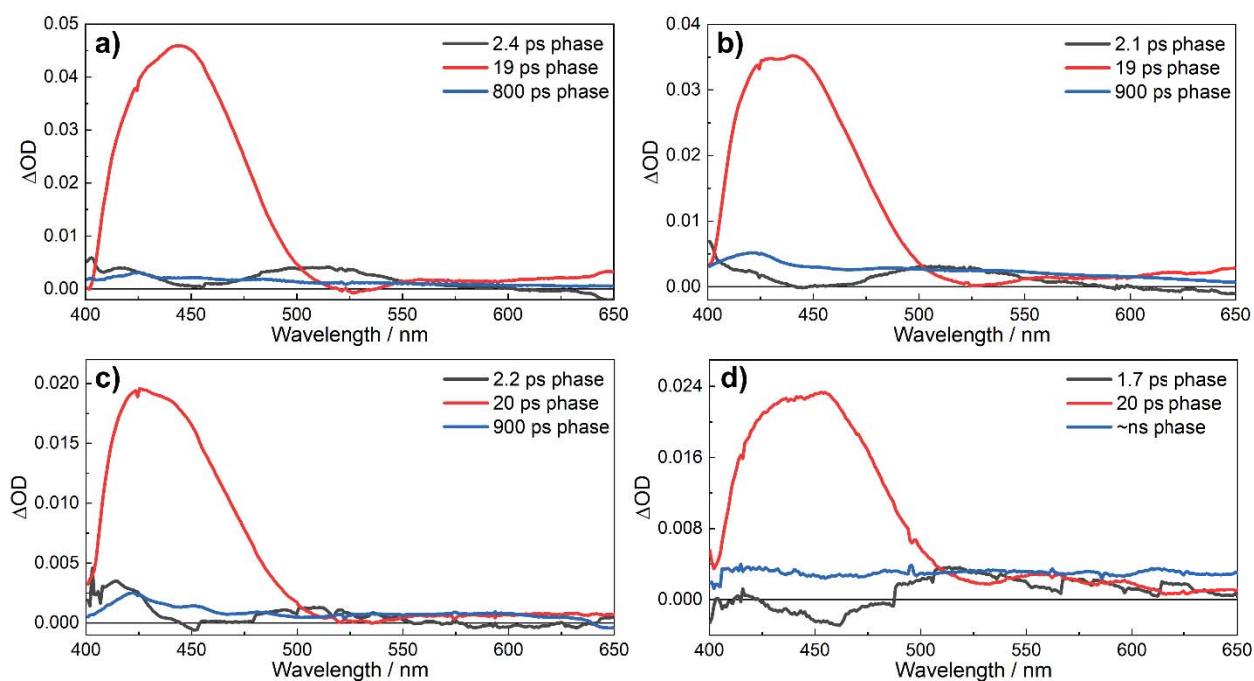 a)
2.4 ps phase
19 ps phase
800 ps phase
0.05
0.04
0.03
0.02
0.01
0.00
ΔOD
400 450 500 550 600 650
Wavelength / nm
b)
2.1 ps phase
19 ps phase
900 ps phase
0.04
0.03
0.02
0.01
0.00
ΔOD
400 450 500 550 600 650
Wavelength / nm
c)
2.2 ps phase
20 ps phase
900 ps phase
0.020
0.015
0.010
0.005
0.000
ΔOD
400 450 500 550 600 650
Wavelength / nm
d)
1.7 ps phase
20 ps phase
~ns phase
0.024
0.016
0.008
0.000
ΔOD
400 450 500 550 600 650
Wavelength / nm